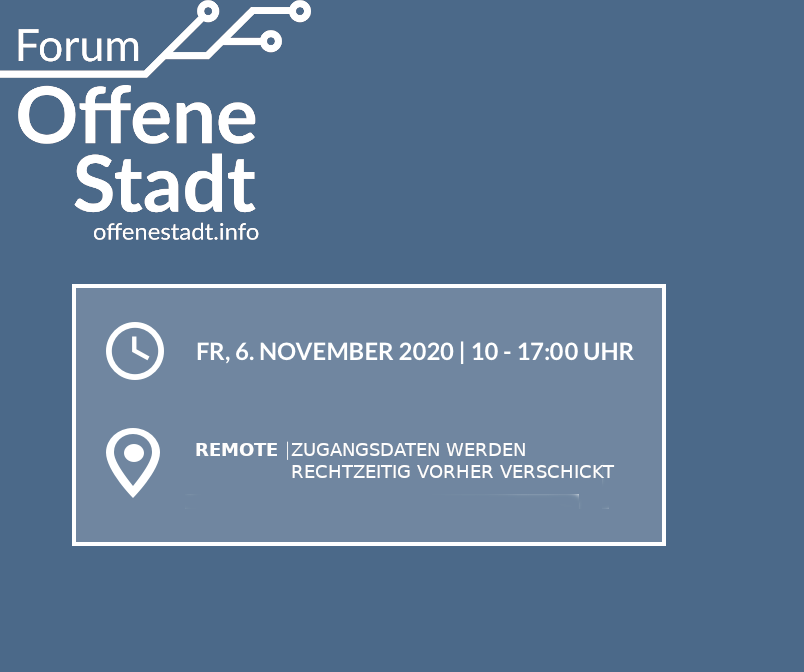 Forum
Offene
Stadt
offenestadt.info
FR, 6. NOVEMBER 2020 | 10 - 17:00 UHR
REMOTE | ZUGANGSDATEN WERDEN
RECHTZEITIG VORHER VERSCHICKT